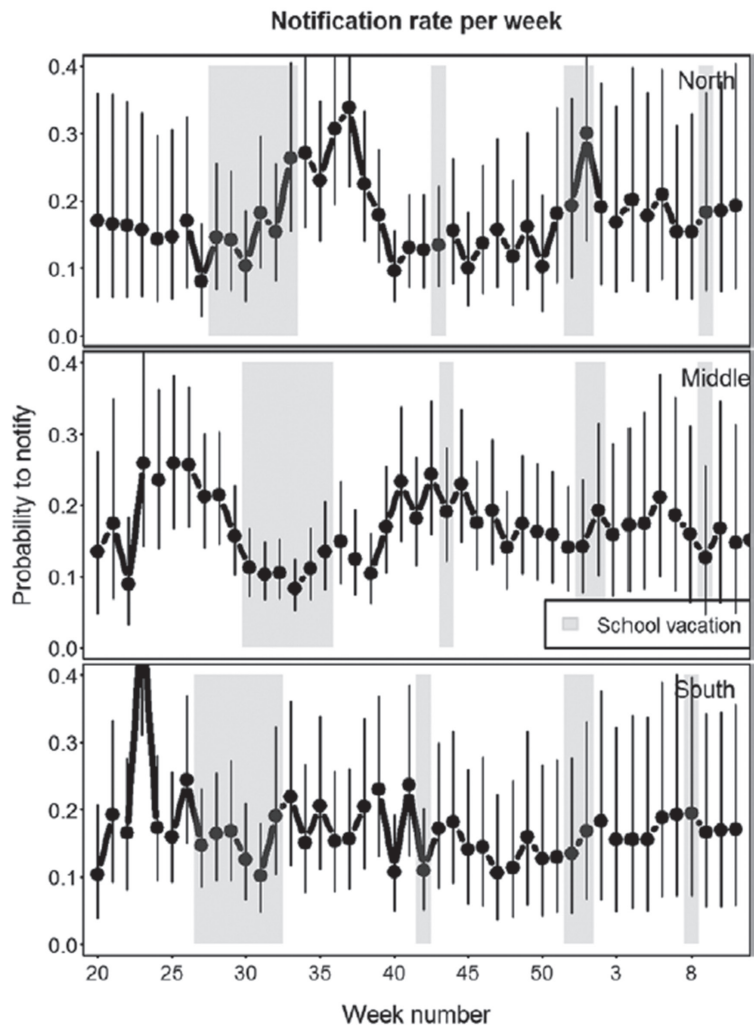 Notification rate per week
0.4
North
0.3
0.2
0.1
0.0
0.4
Middle
0.3
0.2
0.1
School vacation
0.0
0.4
South
0.3
0.2
0.1
0.0
Probability to notify
20 25 30 35 40 45 50 3 8
Week number